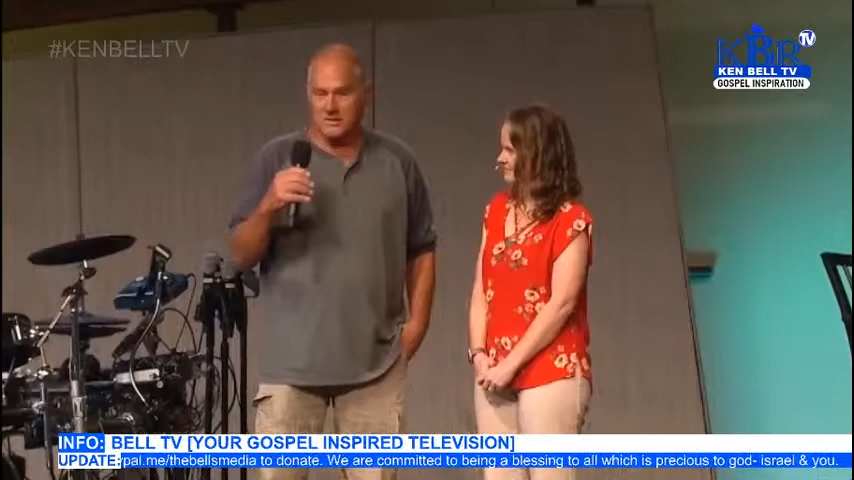 #KENBELLTV
KBR TV
KEN BELL TV
GOSPEL INSPIRATION
INFO: BELL TV [YOUR GOSPEL INSPIRED TELEVISION]
UPDATE: pal.me/thebellsmedia to donate. We are committed to being a blessing to all which is precious to god- israel & you.